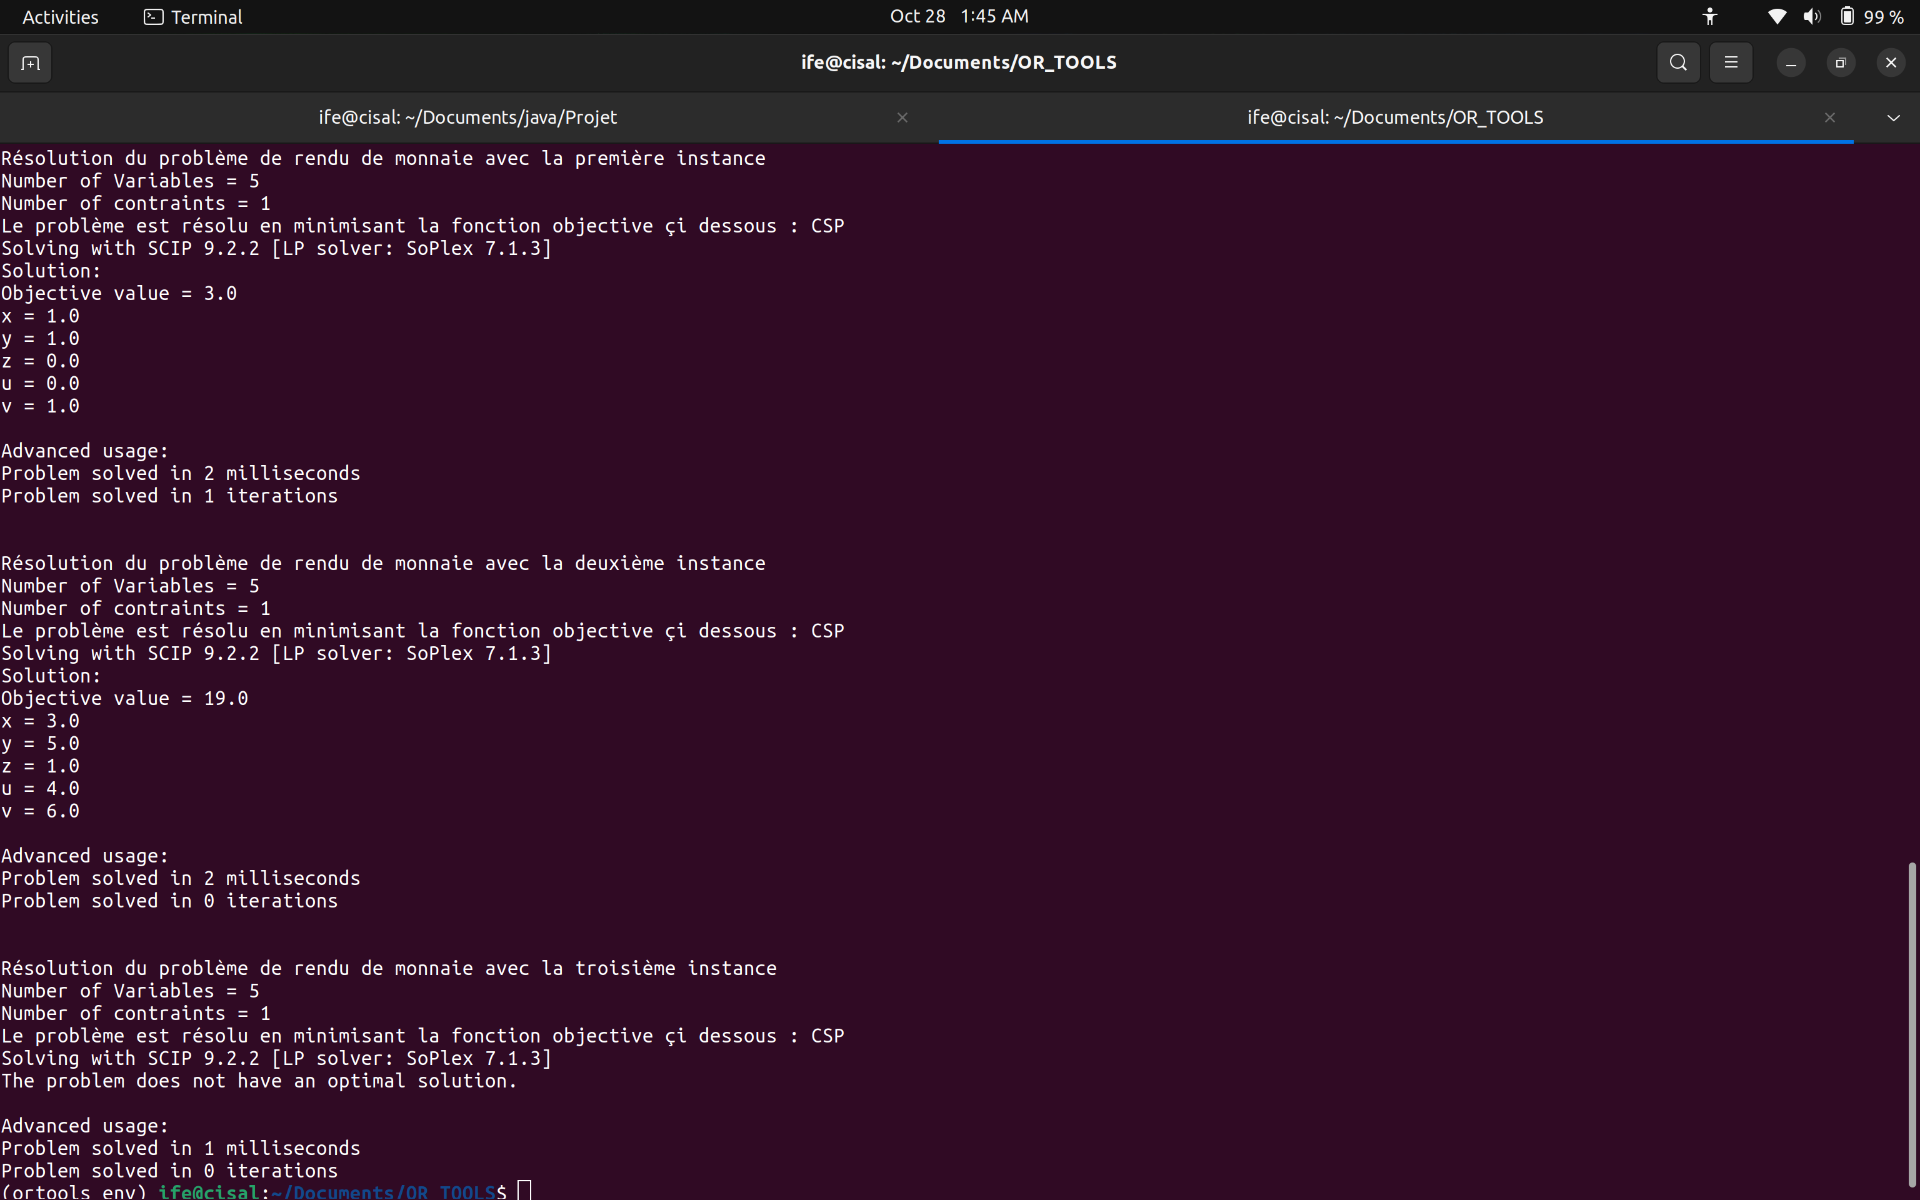 Activities
Terminal
Oct 28 1:45 AM
99 %
ife@cisal: ~/Documents/OR_TOOLS
ife@cisal: ~/Documents/java/Projet
ife@cisal: ~/Documents/OR_TOOLS
Résolution du problème de rendu de monnaie avec la première instance
Number of Variables = 5
Number of contraints = 1
Le problème est résolu en minimisant la fonction objective çi dessous : CSP
Solving with SCIP 9.2.2 [LP solver: SoPlex 7.1.3]
Solution:
Objective value = 3.0
x = 1.0
y = 1.0
z = 0.0
u = 0.0
v = 1.0
Advanced usage:
Problem solved in 2 milliseconds
Problem solved in 1 iterations
Résolution du problème de rendu de monnaie avec la deuxième instance
Number of Variables = 5
Number of contraints = 1
Le problème est résolu en minimisant la fonction objective çi dessous : CSP
Solving with SCIP 9.2.2 [LP solver: SoPlex 7.1.3]
Solution:
Objective value = 19.0
x = 3.0
y = 5.0
z = 1.0
u = 4.0
v = 6.0
Advanced usage:
Problem solved in 2 milliseconds
Problem solved in 0 iterations
Résolution du problème de rendu de monnaie avec la troisième instance
Number of Variables = 5
Number of contraints = 1
Le problème est résolu en minimisant la fonction objective çi dessous : CSP
Solving with SCIP 9.2.2 [LP solver: SoPlex 7.1.3]
The problem does not have an optimal solution.
Advanced usage:
Problem solved in 1 milliseconds
Problem solved in 0 iterations
(ortools_env) ife@cisal:~/Documents/OR_TOOLS$